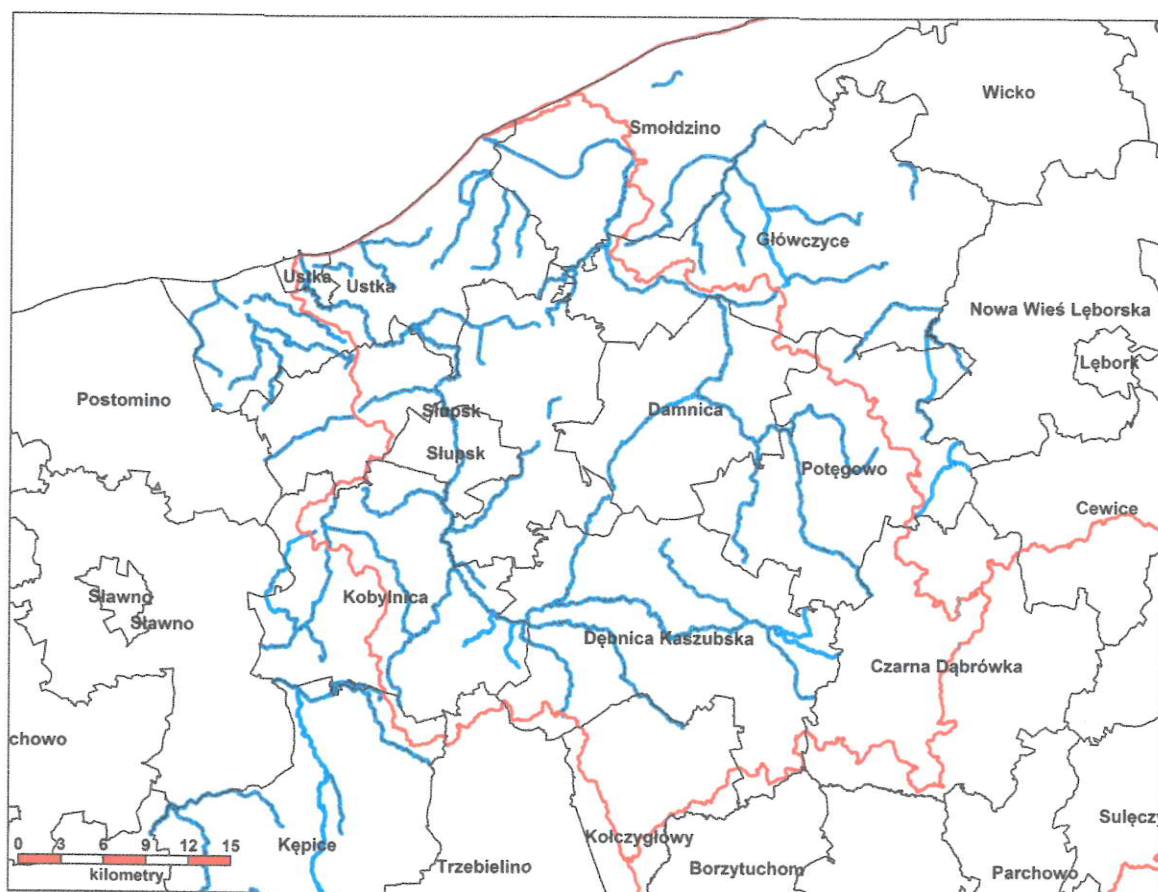 Wicko
Smołdzino
Główczyce
Ustka
Ustka
Nowa Wieś Lęborska
Lębork
Postomino
Słupsk
Damnica
Słupsk
Potęgowo
Cewice
Sławno
Sławno
Kobylnica
Dębnica Kaszubska
Czarna Dąbrówka
chowo
Sulęczy
Kępice
Kołczygłowy
Trzebielino
Borzytuchom
Parchowo
0 3 6 9 12 15
kilometry